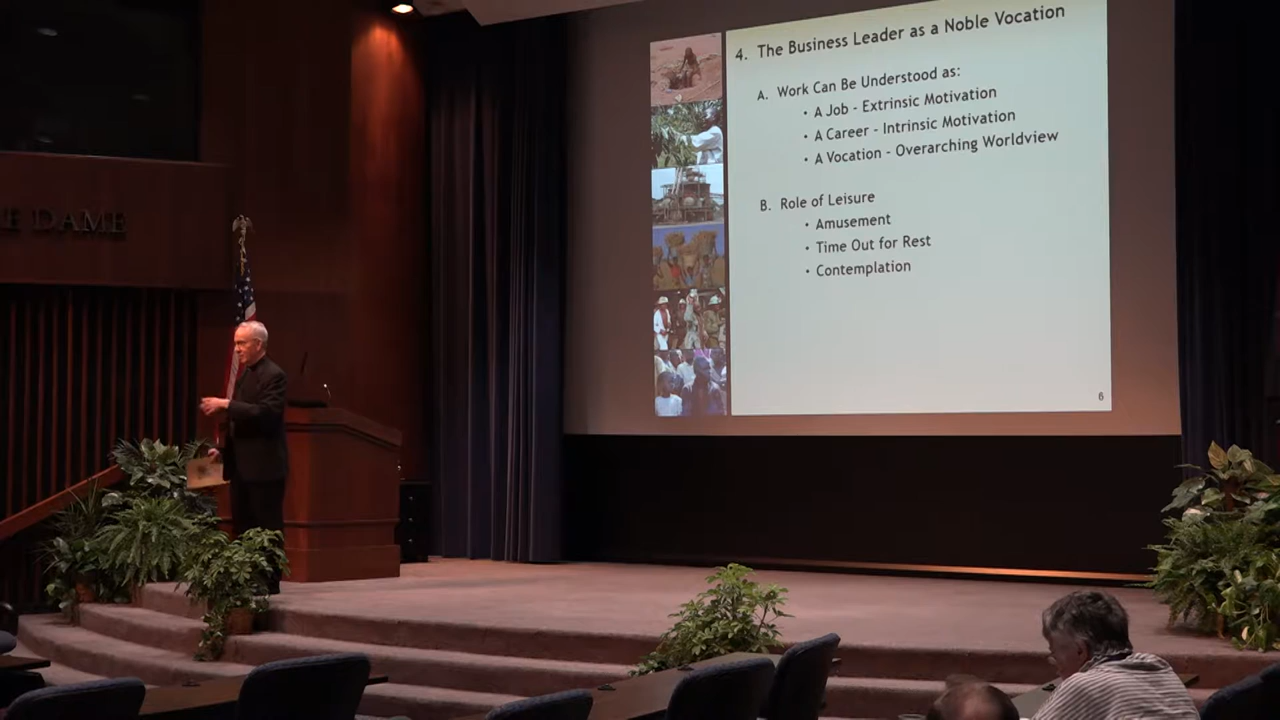 E DAME
4. The Business Leader as a Noble Vocation
A. Work Can Be Understood as:
• A Job - Extrinsic Motivation
• A Career - Intrinsic Motivation
• A Vocation - Overarching Worldview
B. Role of Leisure
• Amusement
• Time Out for Rest
• Contemplation
6